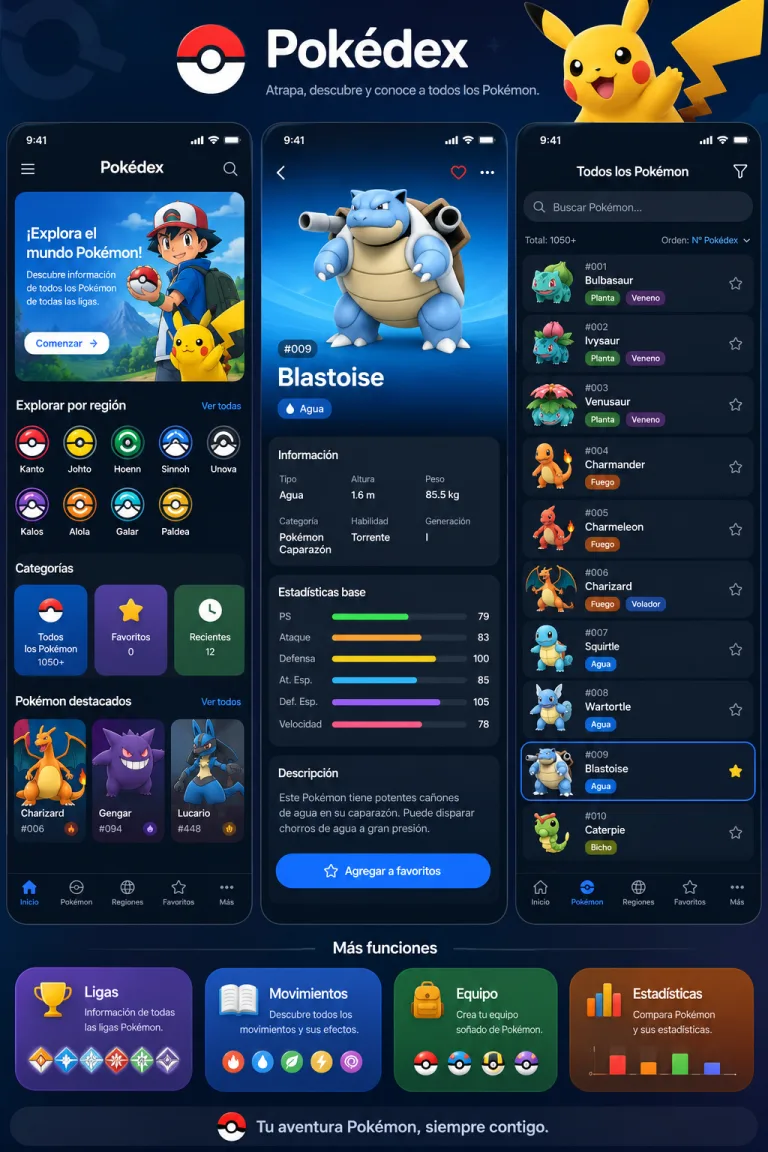 Pokédex
Atrapa, descubre y conoce a todos los Pokémon.
9:41
Pokédex
¡Explora el
mundo Pokémon!
Descubre información
de todos los Pokémon
de todas las ligas.
Comenzar →
Explorar por región
Ver todas
Kanto
Johto
Hoenn
Sinnoh
Unova
Kalos
Alola
Galar
Paldea
Categorías
Todos
los Pokémon
1050+
Favoritos
0
Recientes
12
Pokémon destacados
Ver todos
Charizard
#006
Gengar
#094
Lucario
#448
Inicio
Pokémon
Regiones
Favoritos
Más
9:41
#009
Blastoise
Agua
Información
Tipo
Altura
Peso
Agua
1.6 m
85.5 kg
Categoría
Habilidad
Generación
Pokémon
Caparazón
Torrente
I
Estadísticas base
PS 79
Ataque 83
Defensa 100
At. Esp. 85
Def. Esp. 105
Velocidad 78
Descripción
Este Pokémon tiene potentes cañones
de agua en su caparazón. Puede disparar
chorros de agua a gran presión.
Agregar a favoritos
9:41
Todos los Pokémon
Buscar Pokémon...
Total: 1050+
Orden: N° Pokédex
#001
Bulbasaur
Planta Veneno
#002
Ivysaur
Planta Veneno
#003
Venusaur
Planta Veneno
#004
Charmander
Fuego
#005
Charmeleon
Fuego
#006
Charizard
Fuego Volador
#007
Squirtle
Agua
#008
Wartortle
Agua
#009
Blastoise
Agua
#010
Caterpie
Bicho
Inicio
Pokémon
Regiones
Favoritos
Más
Más funciones
Ligas
Información de todas
las ligas Pokémon.
Movimientos
Descubre todos los
movimientos y sus efectos.
Equipo
Crea tu equipo
soñado de Pokémon.
Estadísticas
Compara Pokémon
y sus estadísticas.
Tu aventura Pokémon, siempre contigo.